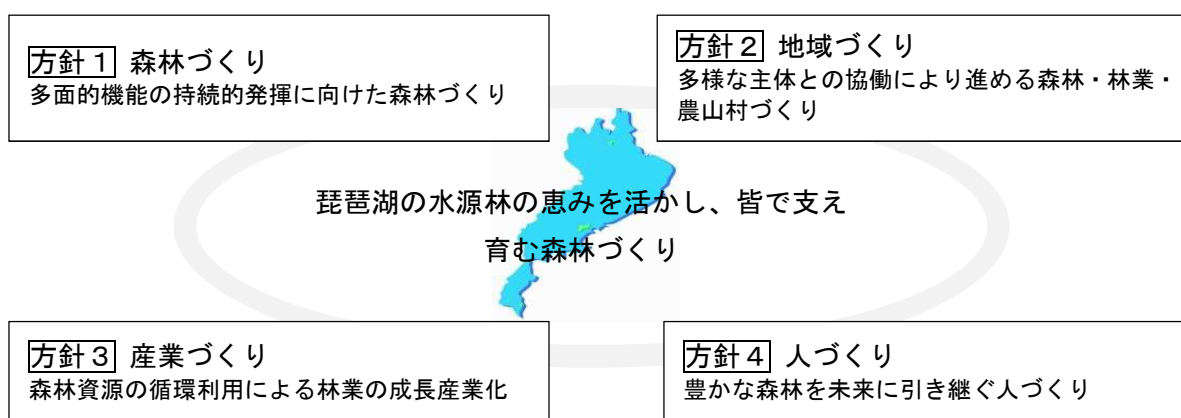 方針１ 森林づくり
多面的機能の持続的発揮に向けた森林づくり
方針２ 地域づくり
多様な主体との協働により進める森林・林業・
農山村づくり
琵琶湖の水源林の恵みを活かし、皆で支え
育む森林づくり
方針３ 産業づくり
森林資源の循環利用による林業の成長産業化
方針４ 人づくり
豊かな森林を未来に引き継ぐ人づくり